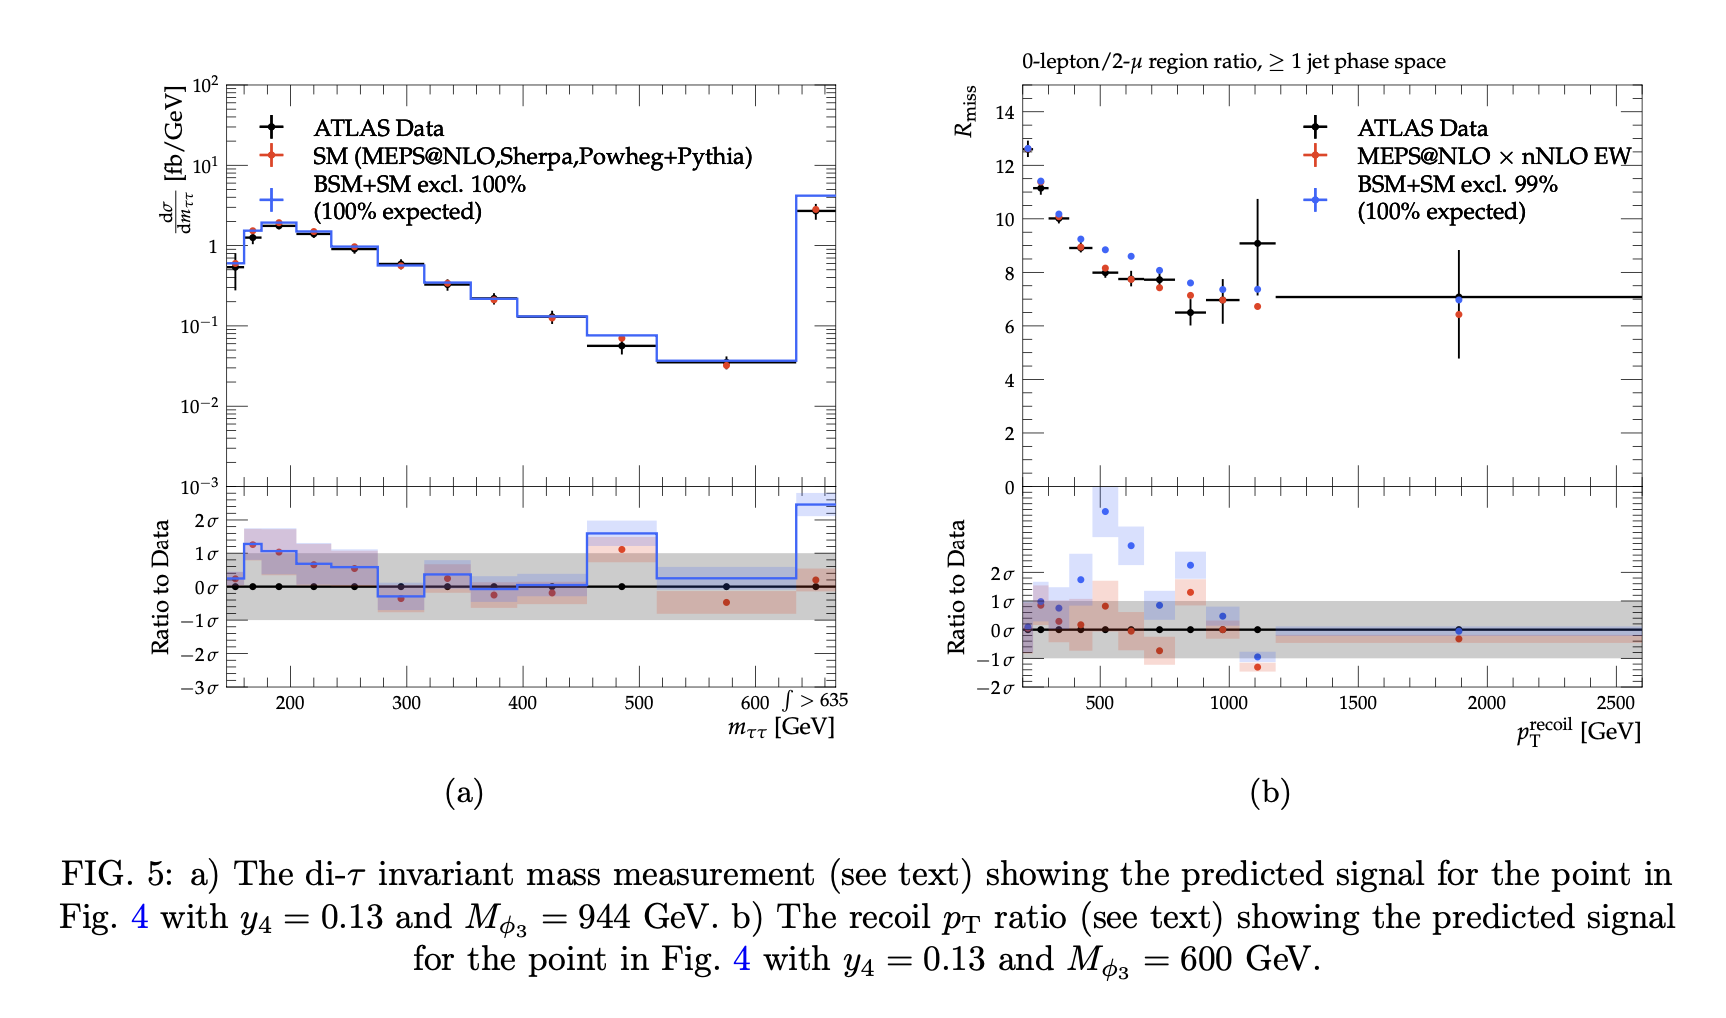 10²
10¹
1
10⁻¹
10⁻²
10⁻³
dσ/dm_ττ [fb/GeV]
ATLAS Data
SM (MEPS@NLO,Sherpa,Powheg+Pythia)
BSM+SM excl. 100%
(100% expected)
2σ
1σ
0σ
−1σ
−2σ
−3σ
Ratio to Data
200 300 400 500 600 ∫ > 635
m_ττ [GeV]
(a)
0-lepton/2-μ region ratio, ≥ 1 jet phase space
R_miss
14
12
10
8
6
4
2
0
ATLAS Data
MEPS@NLO × nNLO EW
BSM+SM excl. 99%
(100% expected)
2σ
1σ
0σ
−1σ
−2σ
Ratio to Data
500 1000 1500 2000 2500
p_T^recoil [GeV]
(b)
FIG. 5: a) The di-τ invariant mass measurement (see text) showing the predicted signal for the point in
Fig. 4 with y₄ = 0.13 and M_ϕ₃ = 944 GeV. b) The recoil p_T ratio (see text) showing the predicted signal
for the point in Fig. 4 with y₄ = 0.13 and M_ϕ₃ = 600 GeV.